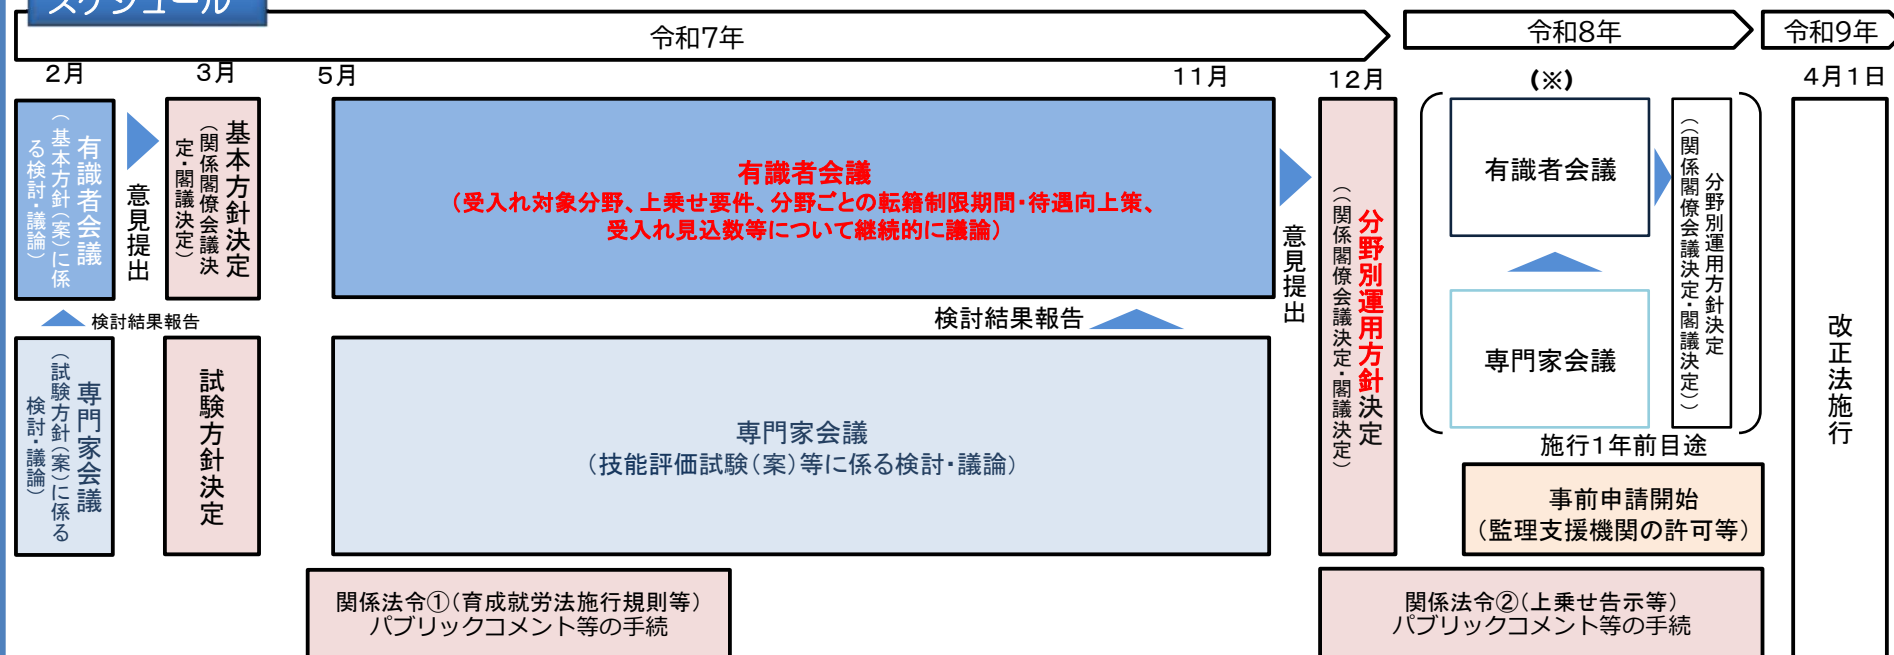 スケジュール
令和7年
令和8年
令和9年
2月
3月
5月
11月
12月
(※)
4月1日
有識者会議
（基本方針（案）に係
る検討・議論）
意見提出
基本方針決定
（関係閣僚会議決
定・閣議決定）
有識者会議
（受入れ対象分野、上乗せ要件、分野ごとの転籍制限期間・待遇向上策、
受入れ見込数等について継続的に議論）
意見提出
分野別運用方針決定
（（関係閣僚会議決定・閣議決定）
有識者会議
分野別運用方針決定
（（関係閣僚会議決定・閣議決定））
検討結果報告
検討結果報告
専門家会議
（試験方針（案）に係る
検討・議論）
試験方針決定
専門家会議
（技能評価試験（案）等に係る検討・議論）
専門家会議
施行1年前目途
事前申請開始
（監理支援機関の許可等）
改正法施行
関係法令①（育成就労法施行規則等）
パブリックコメント等の手続
関係法令②（上乗せ告示等）
パブリックコメント等の手続